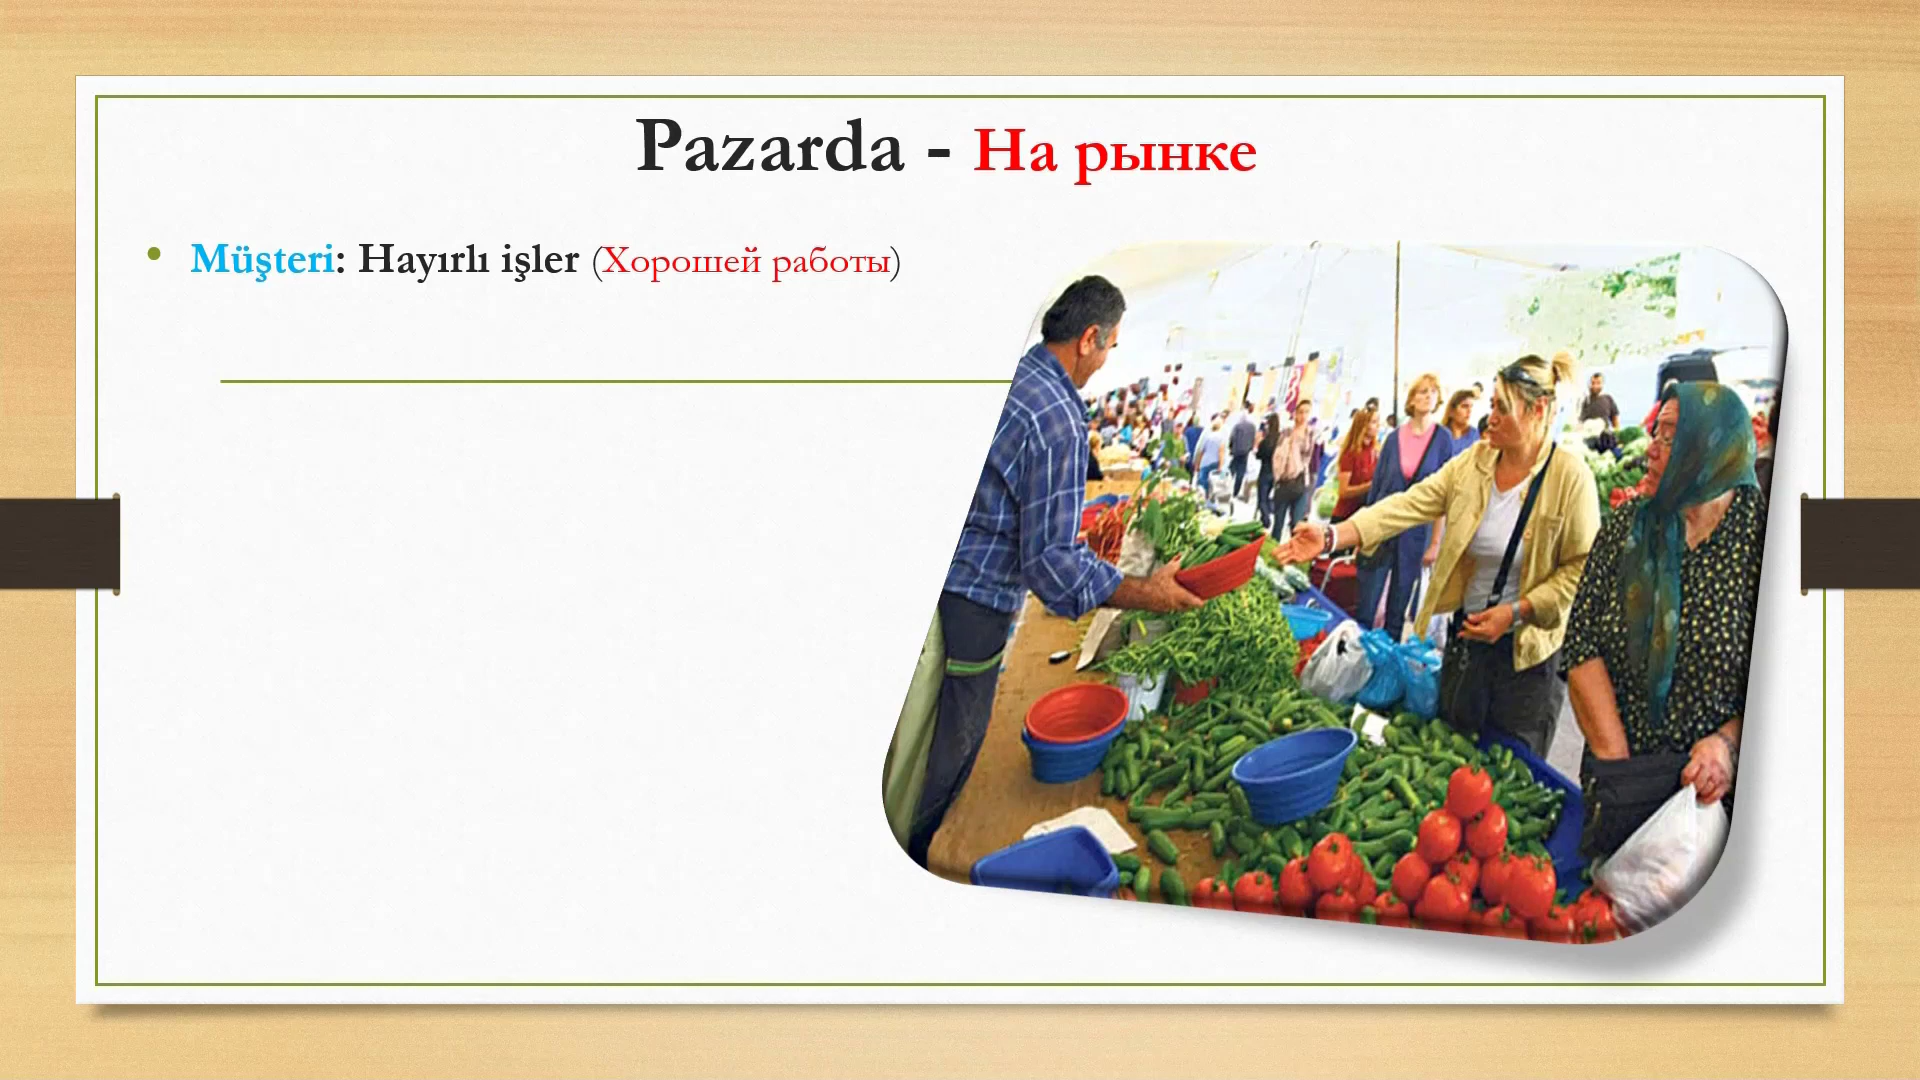 Pazarda - На рынке
• Müşteri: Hayırlı işler (Хорошей работы)